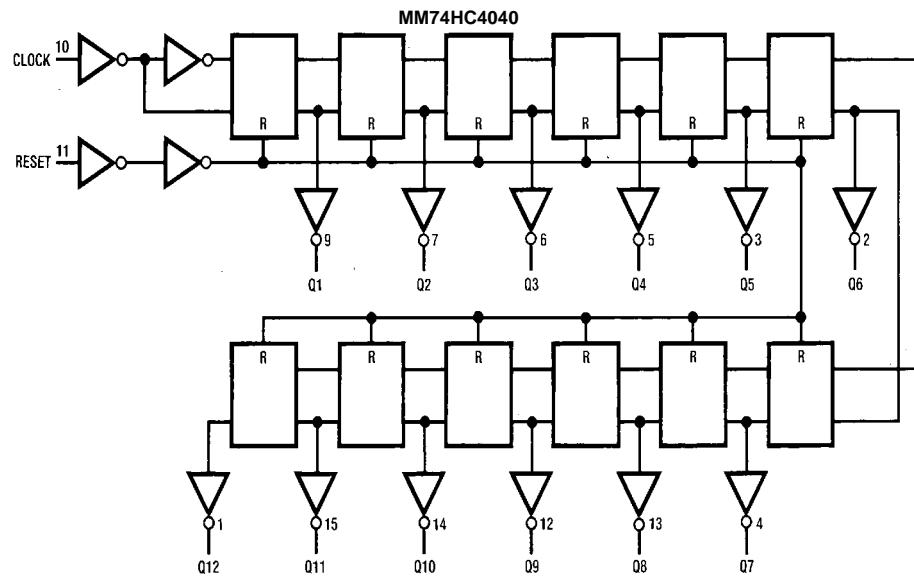 MM74HC4040
10
CLOCK
R R R R R R
11
RESET
9 7 6 5 3 2
Q1 Q2 Q3 Q4 Q5 Q6
R R R R R R
1 15 14 12 13 4
Q12 Q11 Q10 Q9 Q8 Q7